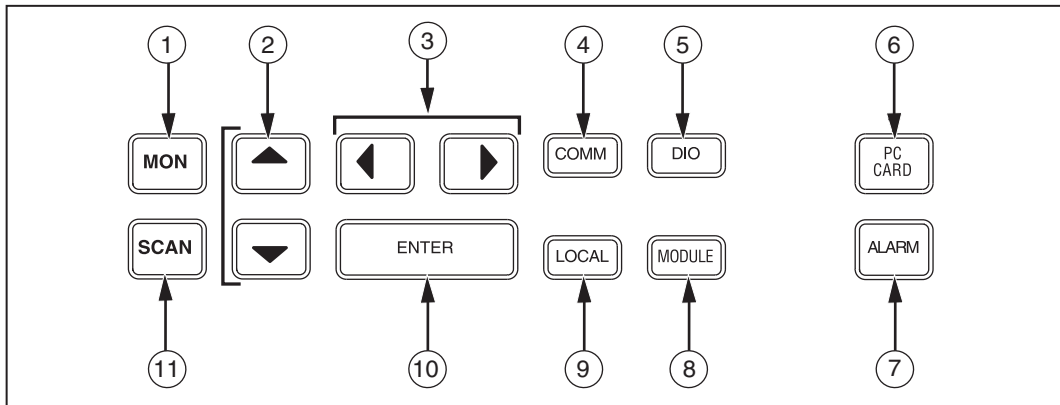 1 2 3 4 5 6
MON COMM DIO PC CARD
SCAN ENTER LOCAL MODULE ALARM
11 10 9 8 7